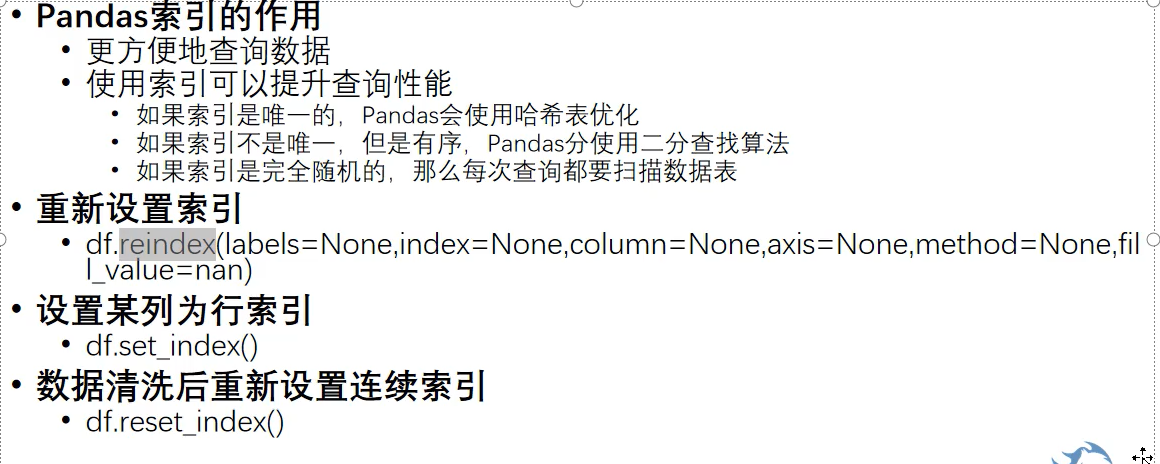 • Pandas索引的作用
• 更方便地查询数据
• 使用索引可以提升查询性能
• 如果索引是唯一的，Pandas会使用哈希表优化
• 如果索引不是唯一，但是有序，Pandas分使用二分查找算法
• 如果索引是完全随机的，那么每次查询都要扫描数据表
• 重新设置索引
• df.reindex(labels=None,index=None,column=None,axis=None,method=None,fil
l_value=nan)
• 设置某列为行索引
• df.set_index()
• 数据清洗后重新设置连续索引
• df.reset_index()